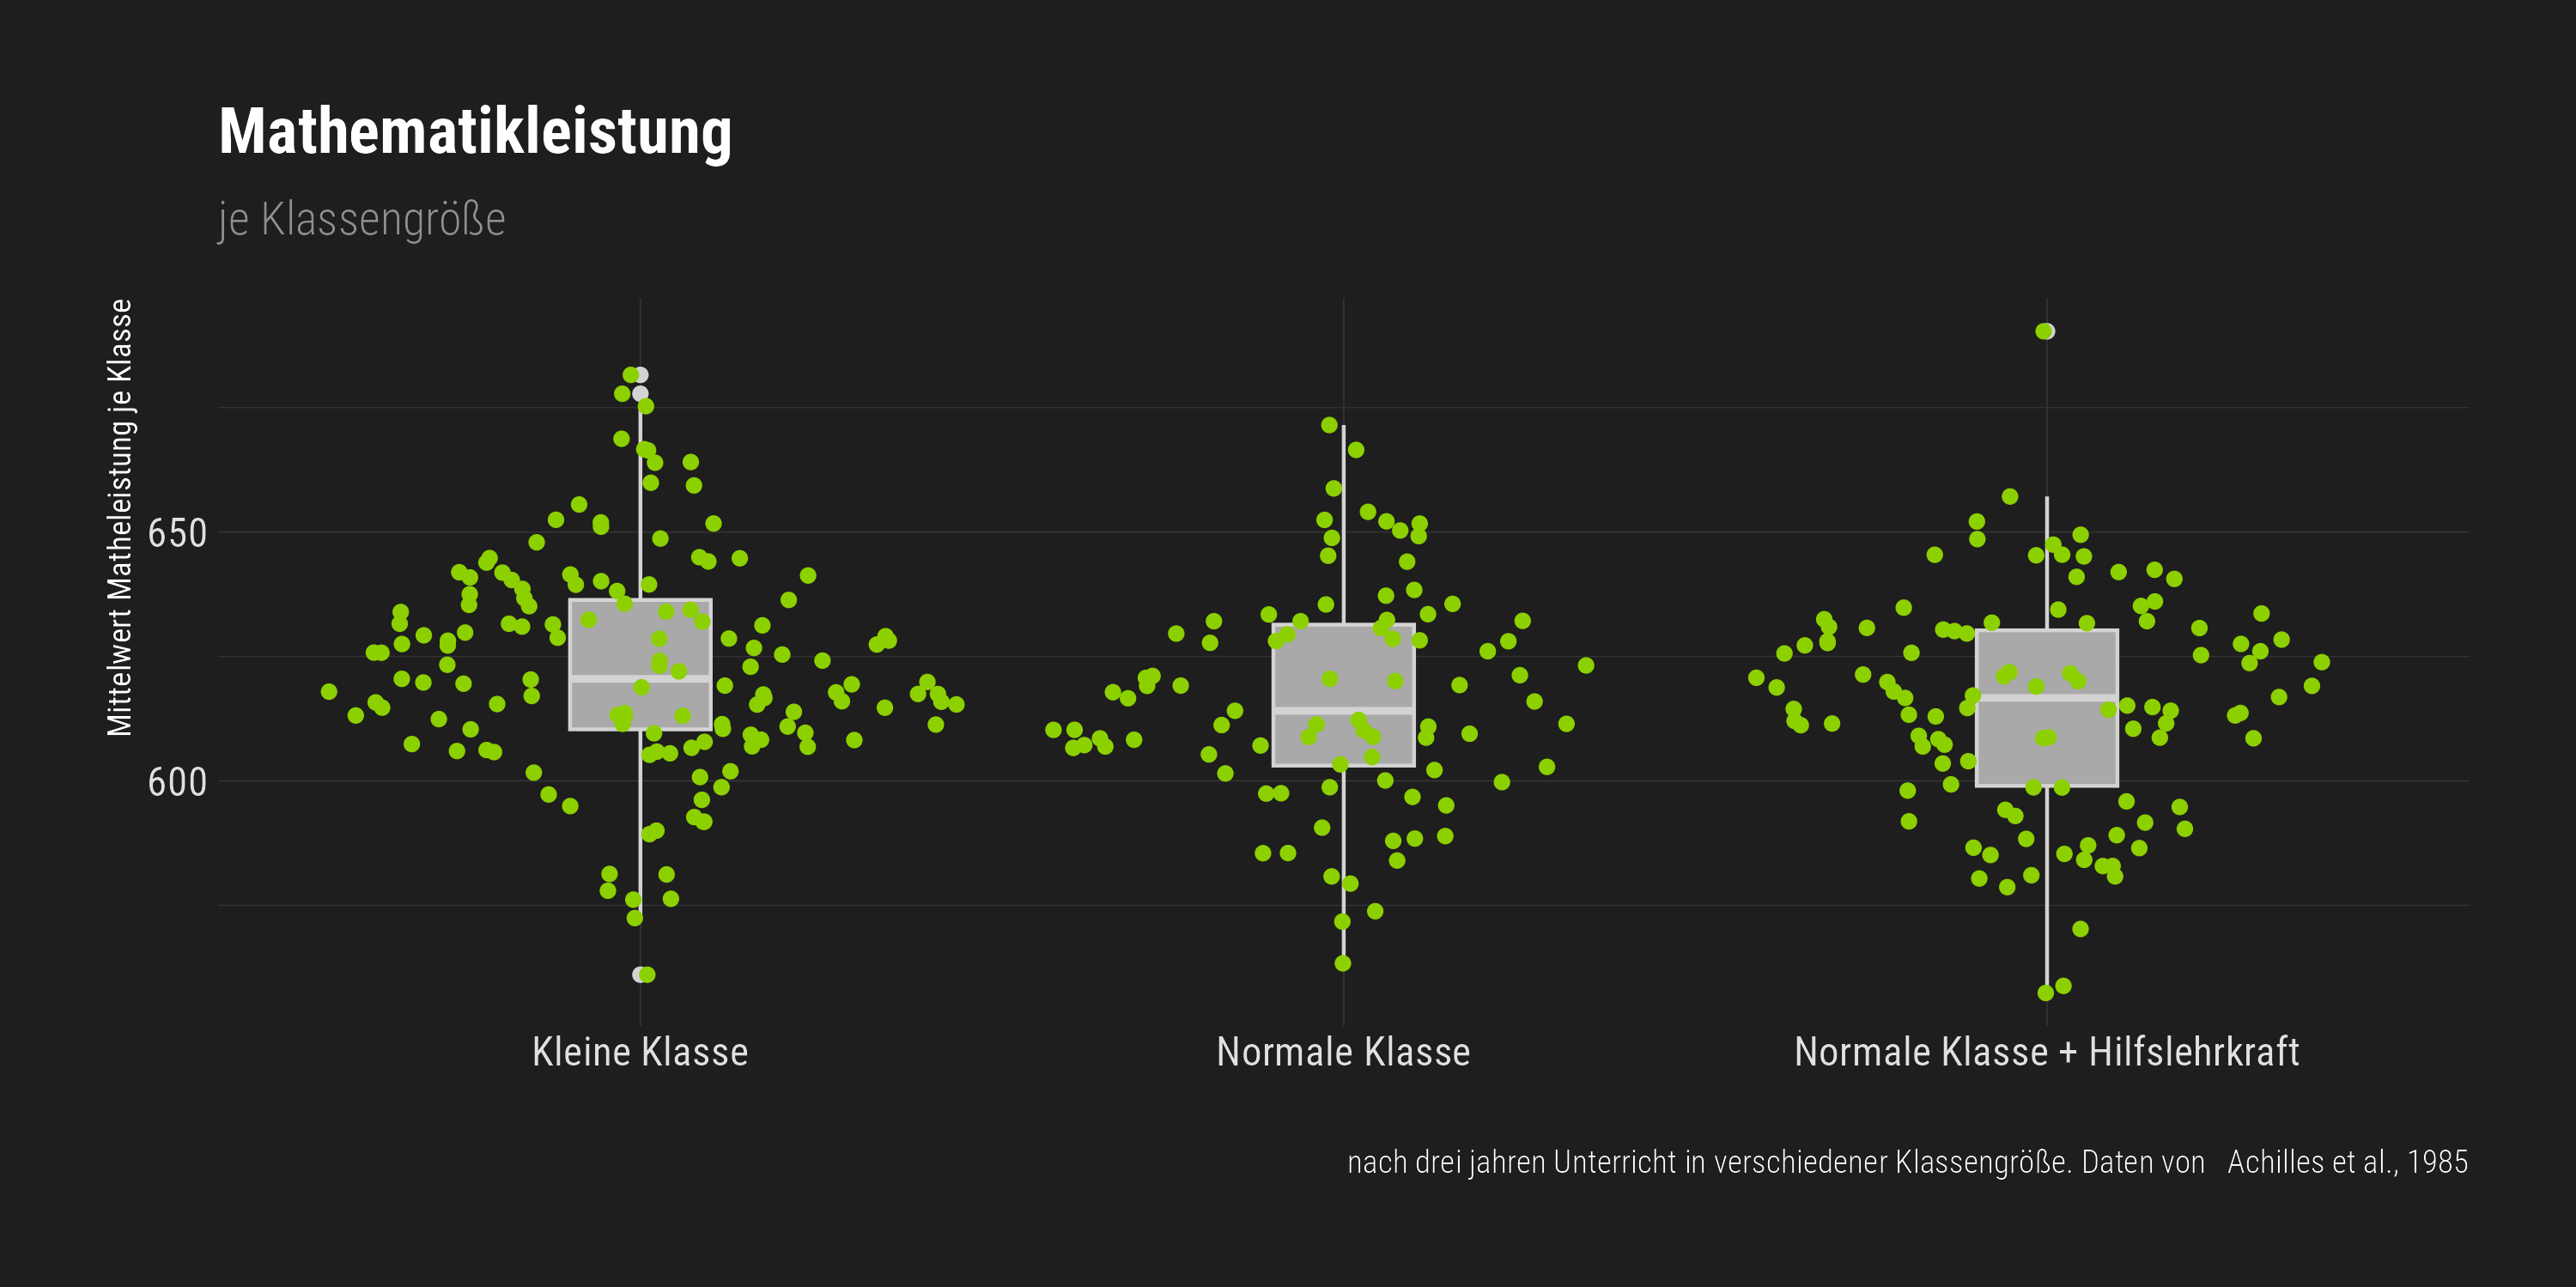 Mathematikleistung
je Klassengröße
Mittelwert Matheleistung je Klasse
650
600
Kleine Klasse
Normale Klasse
Normale Klasse + Hilfslehrkraft
nach drei jahren Unterricht in verschiedener Klassengröße. Daten von Achilles et al., 1985